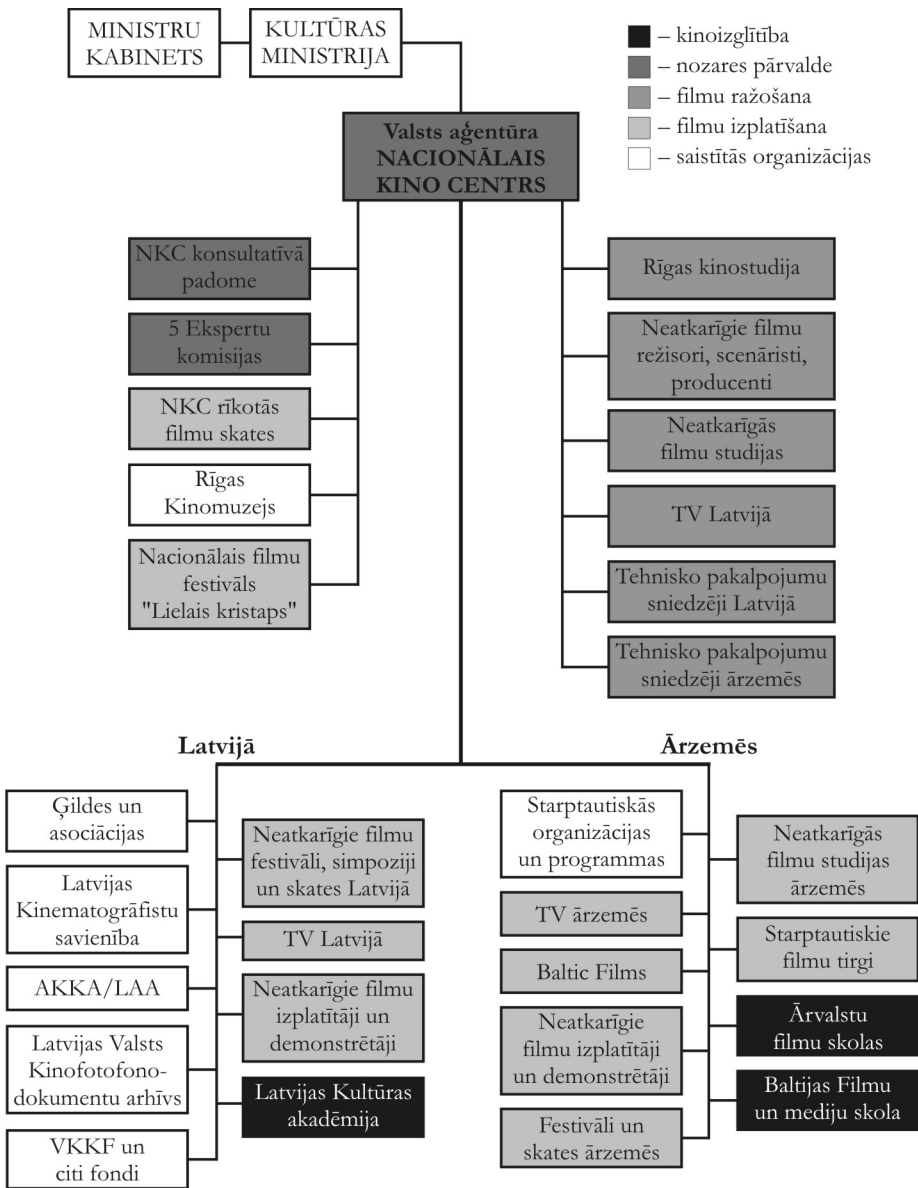 MINISTRU
KABINETS
KULTŪRAS
MINISTRIJA
– kinoizglītība
– nozares pārvalde
– filmu ražošana
– filmu izplatīšana
– saistītās organizācijas
Valsts aģentūra
NACIONĀLAIS
KINO CENTRS
NKC konsultatīvā
padome
5 Ekspertu
komisijas
NKC rīkotās
filmu skates
Rīgas
Kinomuzejs
Nacionālais filmu
festivāls
"Lielais kristaps"
Rīgas kinostudija
Neatkarīgie filmu
režisori, scenāristi,
producenti
Neatkarīgās
filmu studijas
TV Latvijā
Tehnisko pakalpojumu
sniedzēji Latvijā
Tehnisko pakalpojumu
sniedzēji ārzemēs
Latvijā
Ģildes un
asociācijas
Latvijas
Kinematogrāfistu
savienība
AKKA/LAA
Latvijas Valsts
Kinofotofono-
dokumentu arhīvs
VKKF un
citi fondi
Neatkarīgie filmu
festivāli, simpoziji
un skates Latvijā
TV Latvijā
Neatkarīgie filmu
izplatītāji un
demonstrētāji
Latvijas Kultūras
akadēmija
Ārzemēs
Starptautiskās
organizācijas
un programmas
TV ārzemēs
Baltic Films
Neatkarīgie
filmu izplatītāji
un demonstrētāji
Festivāli un
skates ārzemēs
Neatkarīgās
filmu studijas
ārzemēs
Starptautiskie
filmu tirgi
Ārvalstu
filmu skolas
Baltijas Filmu
un mediju skola